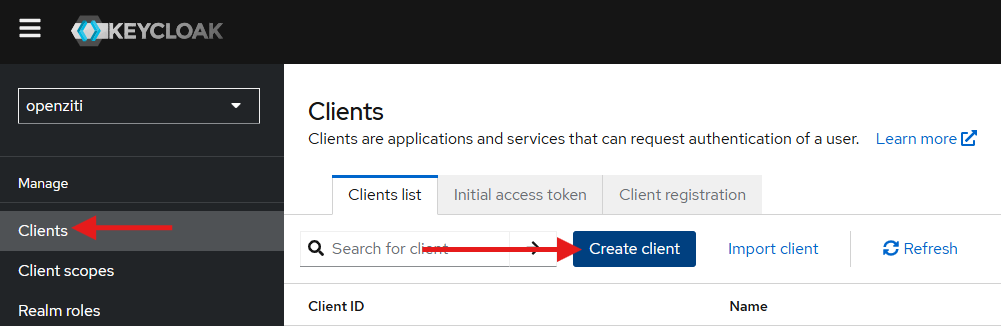 KEYCLOAK
openziti
Manage
Clients
Client scopes
Realm roles
Clients
Clients are applications and services that can request authentication of a user. Learn more
Clients list Initial access token Client registration
Search for client Create client Import client Refresh
Client ID Name